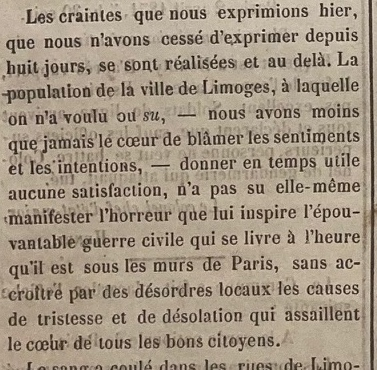 Les craintes que nous exprimions hier,
que nous n'avons cessé d'exprimer depuis
huit jours, se sont réalisées et au delà. La
population de la ville de Limoges, à laquelle
on n'a voulu ou su, — nous avons moins
que jamais le cœur de blâmer les sentiments
et les intentions, — donner en temps utile
aucune satisfaction, n'a pas su elle-même
manifester l'horreur que lui inspire l'épou-
vantable guerre civile qui se livre à l'heure
qu'il est sous les murs de Paris, sans ac-
croître par des désordres locaux les causes
de tristesse et de désolation qui assaillent
le cœur de tous les bons citoyens.
Le sang a coulé dans les rues de Limo-